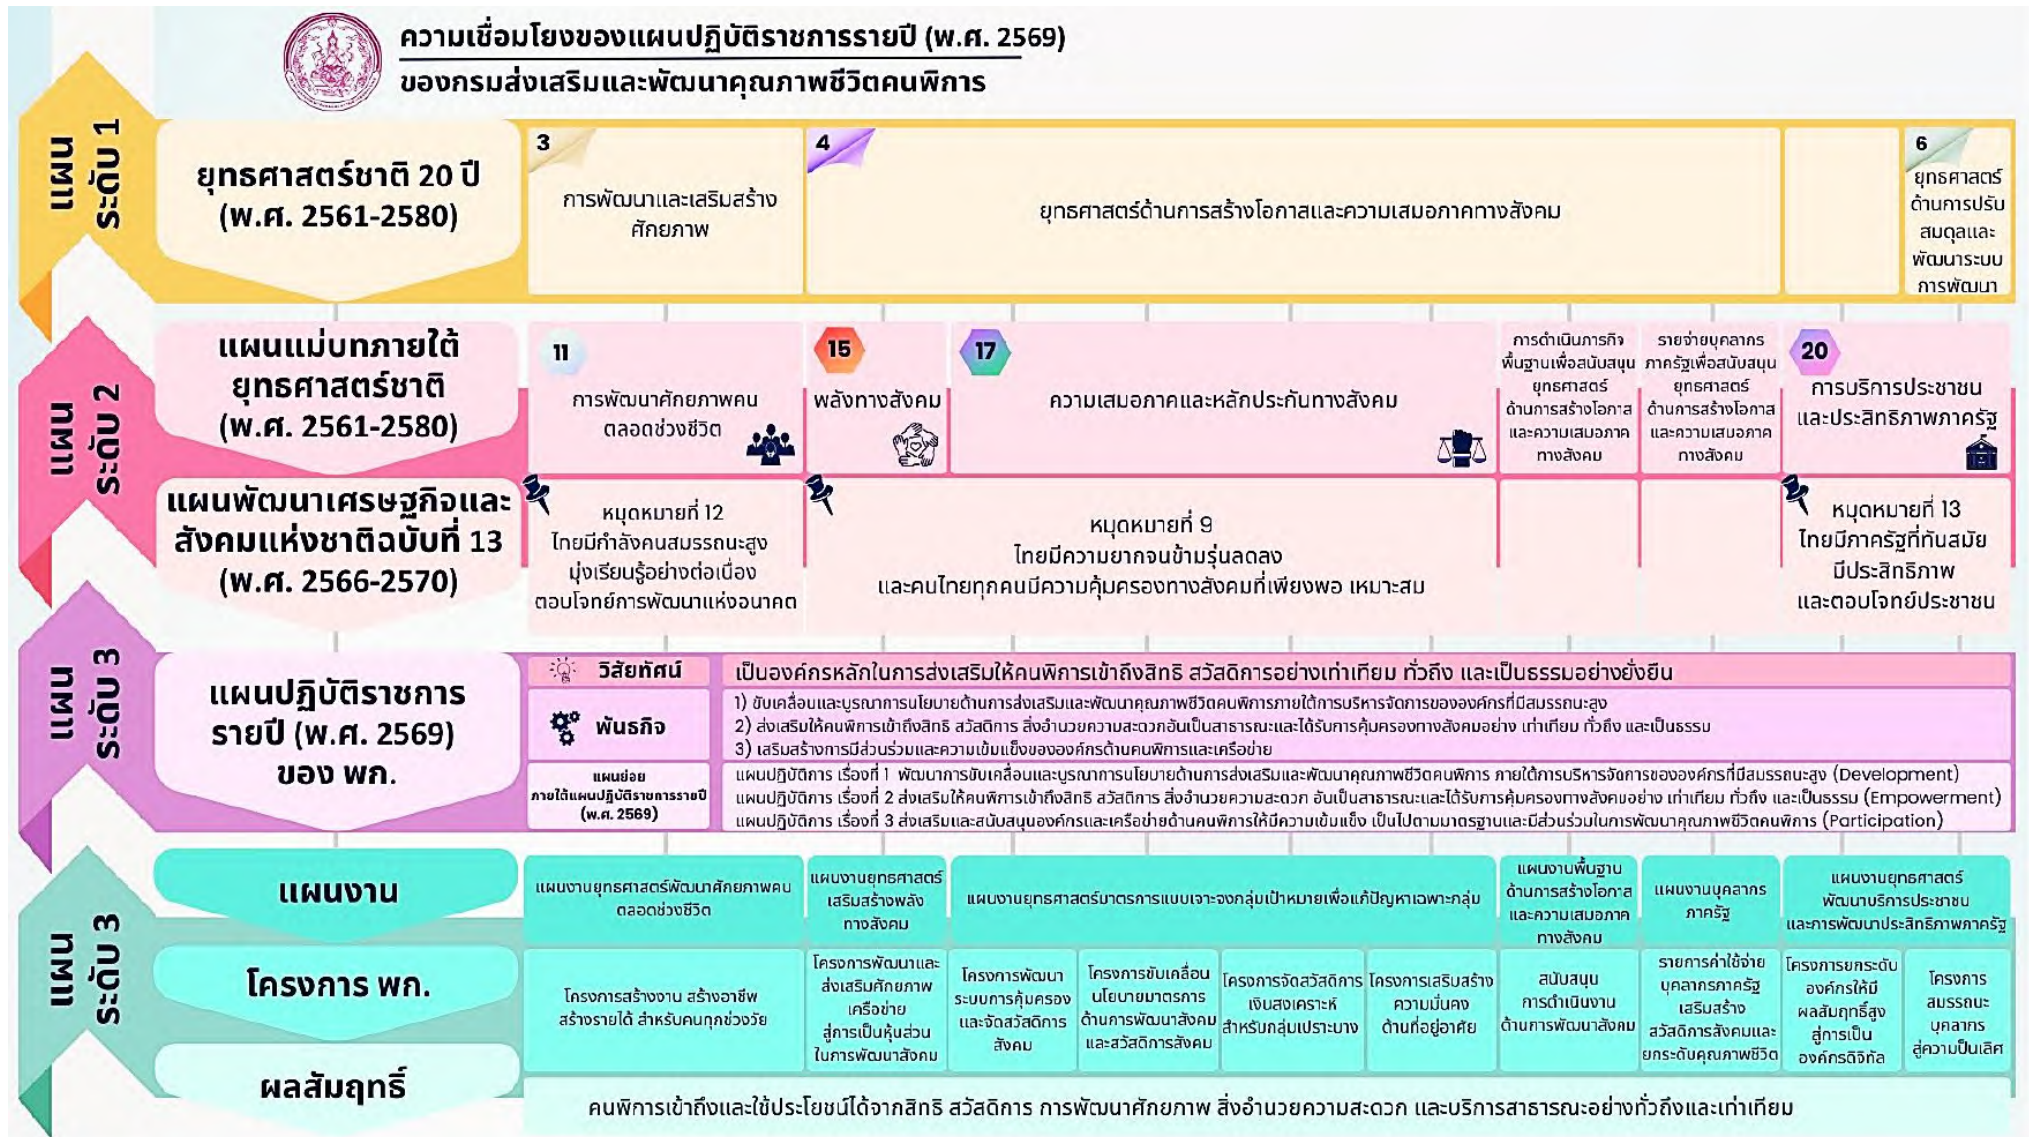 ความเชื่อมโยงของแผนปฏิบัติราชการรายปี (พ.ศ. 2569)
ของกรมส่งเสริมและพัฒนาคุณภาพชีวิตคนพิการ
แผน
ระดับ 1
ยุทธศาสตร์ชาติ 20 ปี
(พ.ศ. 2561-2580)
3
การพัฒนาและเสริมสร้าง
ศักยภาพ
4
ยุทธศาสตร์ด้านการสร้างโอกาสและความเสมอภาคทางสังคม
6
ยุทธศาสตร์
ด้านการปรับ
สมดุลและ
พัฒนาระบบ
การพัฒนา
แผน
ระดับ 2
แผนแม่บทภายใต้
ยุทธศาสตร์ชาติ
(พ.ศ. 2561-2580)
11
การพัฒนาศักยภาพคน
ตลอดช่วงชีวิต
15
พลังทางสังคม
17
ความเสมอภาคและหลักประกันทางสังคม
การดำเนินภารกิจ
พื้นฐานเพื่อสนับสนุน
ยุทธศาสตร์
ด้านการสร้างโอกาส
และความเสมอภาค
ทางสังคม
รายจ่ายบุคลากร
ภาครัฐเพื่อสนับสนุน
ยุทธศาสตร์
ด้านการสร้างโอกาส
และความเสมอภาค
ทางสังคม
20
การบริการประชาชน
และประสิทธิภาพภาครัฐ
แผนพัฒนาเศรษฐกิจและ
สังคมแห่งชาติฉบับที่ 13
(พ.ศ. 2566-2570)
หมุดหมายที่ 12
ไทยมีกำลังคนสมรรถนะสูง
มุ่งเรียนรู้อย่างต่อเนื่อง
ตอบโจทย์การพัฒนาแห่งอนาคต
หมุดหมายที่ 9
ไทยมีความยากจนข้ามรุ่นลดลง
และคนไทยทุกคนมีความคุ้มครองทางสังคมที่เพียงพอ เหมาะสม
หมุดหมายที่ 13
ไทยมีภาครัฐที่ทันสมัย
มีประสิทธิภาพ
และตอบโจทย์ประชาชน
แผน
ระดับ 3
แผนปฏิบัติราชการ
รายปี (พ.ศ. 2569)
ของ พก.
วิสัยทัศน์
เป็นองค์กรหลักในการส่งเสริมให้คนพิการเข้าถึงสิทธิ สวัสดิการอย่างเท่าเทียม ทั่วถึง และเป็นธรรมอย่างยั่งยืน
พันธกิจ
1) ขับเคลื่อนและบูรณาการนโยบายด้านการส่งเสริมและพัฒนาคุณภาพชีวิตคนพิการภายใต้การบริหารจัดการขององค์กรที่มีสมรรถนะสูง
2) ส่งเสริมให้คนพิการเข้าถึงสิทธิ สวัสดิการ สิ่งอำนวยความสะดวกอันเป็นสาธารณะและได้รับการคุ้มครองทางสังคมอย่าง เท่าเทียม ทั่วถึง และเป็นธรรม
3) เสริมสร้างการมีส่วนร่วมและความเข้มแข็งขององค์กรด้านคนพิการและเครือข่าย
แผนย่อย
ภายใต้แผนปฏิบัติราชการรายปี
(พ.ศ. 2569)
แผนปฏิบัติการ เรื่องที่ 1 พัฒนาการขับเคลื่อนและบูรณาการนโยบายด้านการส่งเสริมและพัฒนาคุณภาพชีวิตคนพิการ ภายใต้การบริหารจัดการขององค์กรที่มีสมรรถนะสูง (Development)
แผนปฏิบัติการ เรื่องที่ 2 ส่งเสริมให้คนพิการเข้าถึงสิทธิ สวัสดิการ สิ่งอำนวยความสะดวก อันเป็นสาธารณะและได้รับการคุ้มครองทางสังคมอย่าง เท่าเทียม ทั่วถึง และเป็นธรรม (Empowerment)
แผนปฏิบัติการ เรื่องที่ 3 ส่งเสริมและสนับสนุนองค์กรและเครือข่ายด้านคนพิการให้มีความเข้มแข็ง เป็นไปตามมาตรฐานและมีส่วนร่วมในการพัฒนาคุณภาพชีวิตคนพิการ (Participation)
แผน
ระดับ 3
แผนงาน
แผนงานยุทธศาสตร์พัฒนาศักยภาพคน
ตลอดช่วงชีวิต
แผนงานยุทธศาสตร์
เสริมสร้างพลัง
ทางสังคม
แผนงานยุทธศาสตร์มาตรการแบบเจาะจงกลุ่มเป้าหมายเพื่อแก้ปัญหาเฉพาะกลุ่ม
แผนงานพื้นฐาน
ด้านการสร้างโอกาส
และความเสมอภาค
ทางสังคม
แผนงานบุคลากร
ภาครัฐ
แผนงานยุทธศาสตร์
พัฒนาบริการประชาชน
และการพัฒนาประสิทธิภาพภาครัฐ
โครงการ พก.
โครงการสร้างงาน สร้างอาชีพ
สร้างรายได้ สำหรับคนทุกช่วงวัย
โครงการพัฒนาและ
ส่งเสริมศักยภาพ
เครือข่าย
สู่การเป็นหุ้นส่วน
ในการพัฒนาสังคม
โครงการพัฒนา
ระบบการคุ้มครอง
และจัดสวัสดิการ
สังคม
โครงการขับเคลื่อน
นโยบายมาตรการ
ด้านการพัฒนาสังคม
และสวัสดิการสังคม
โครงการจัดสวัสดิการ
เงินสงเคราะห์
สำหรับกลุ่มเปราะบาง
โครงการเสริมสร้าง
ความมั่นคง
ด้านที่อยู่อาศัย
สนับสนุน
การดำเนินงาน
ด้านการพัฒนาสังคม
รายการค่าใช้จ่าย
บุคลากรภาครัฐ
เสริมสร้าง
สวัสดิการสังคมและ
ยกระดับคุณภาพชีวิต
โครงการยกระดับ
องค์กรให้มี
ผลสัมฤทธิ์สูง
สู่การเป็น
องค์กรดิจิทัล
โครงการ
สมรรถนะ
บุคลากร
สู่ความเป็นเลิศ
ผลสัมฤทธิ์
คนพิการเข้าถึงและใช้ประโยชน์ได้จากสิทธิ สวัสดิการ การพัฒนาศักยภาพ สิ่งอำนวยความสะดวก และบริการสาธารณะอย่างทั่วถึงและเท่าเทียม